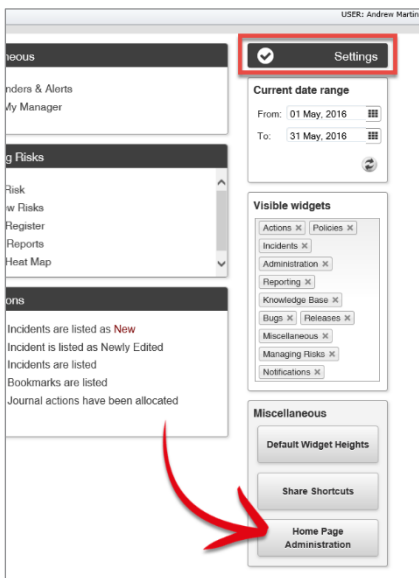 USER: Andrew Martin
neous
nders & Alerts
My Manager
g Risks
Risk
w Risks
Register
Reports
Heat Map
ons
Incidents are listed as New
Incident is listed as Newly Edited
Incidents are listed
Bookmarks are listed
Journal actions have been allocated
Settings
Current date range
From: 01 May, 2016
To: 31 May, 2016
Visible widgets
Actions × Policies ×
Incidents ×
Administration ×
Reporting ×
Knowledge Base ×
Bugs × Releases ×
Miscellaneous ×
Managing Risks ×
Notifications ×
Miscellaneous
Default Widget Heights
Share Shortcuts
Home Page
Administration